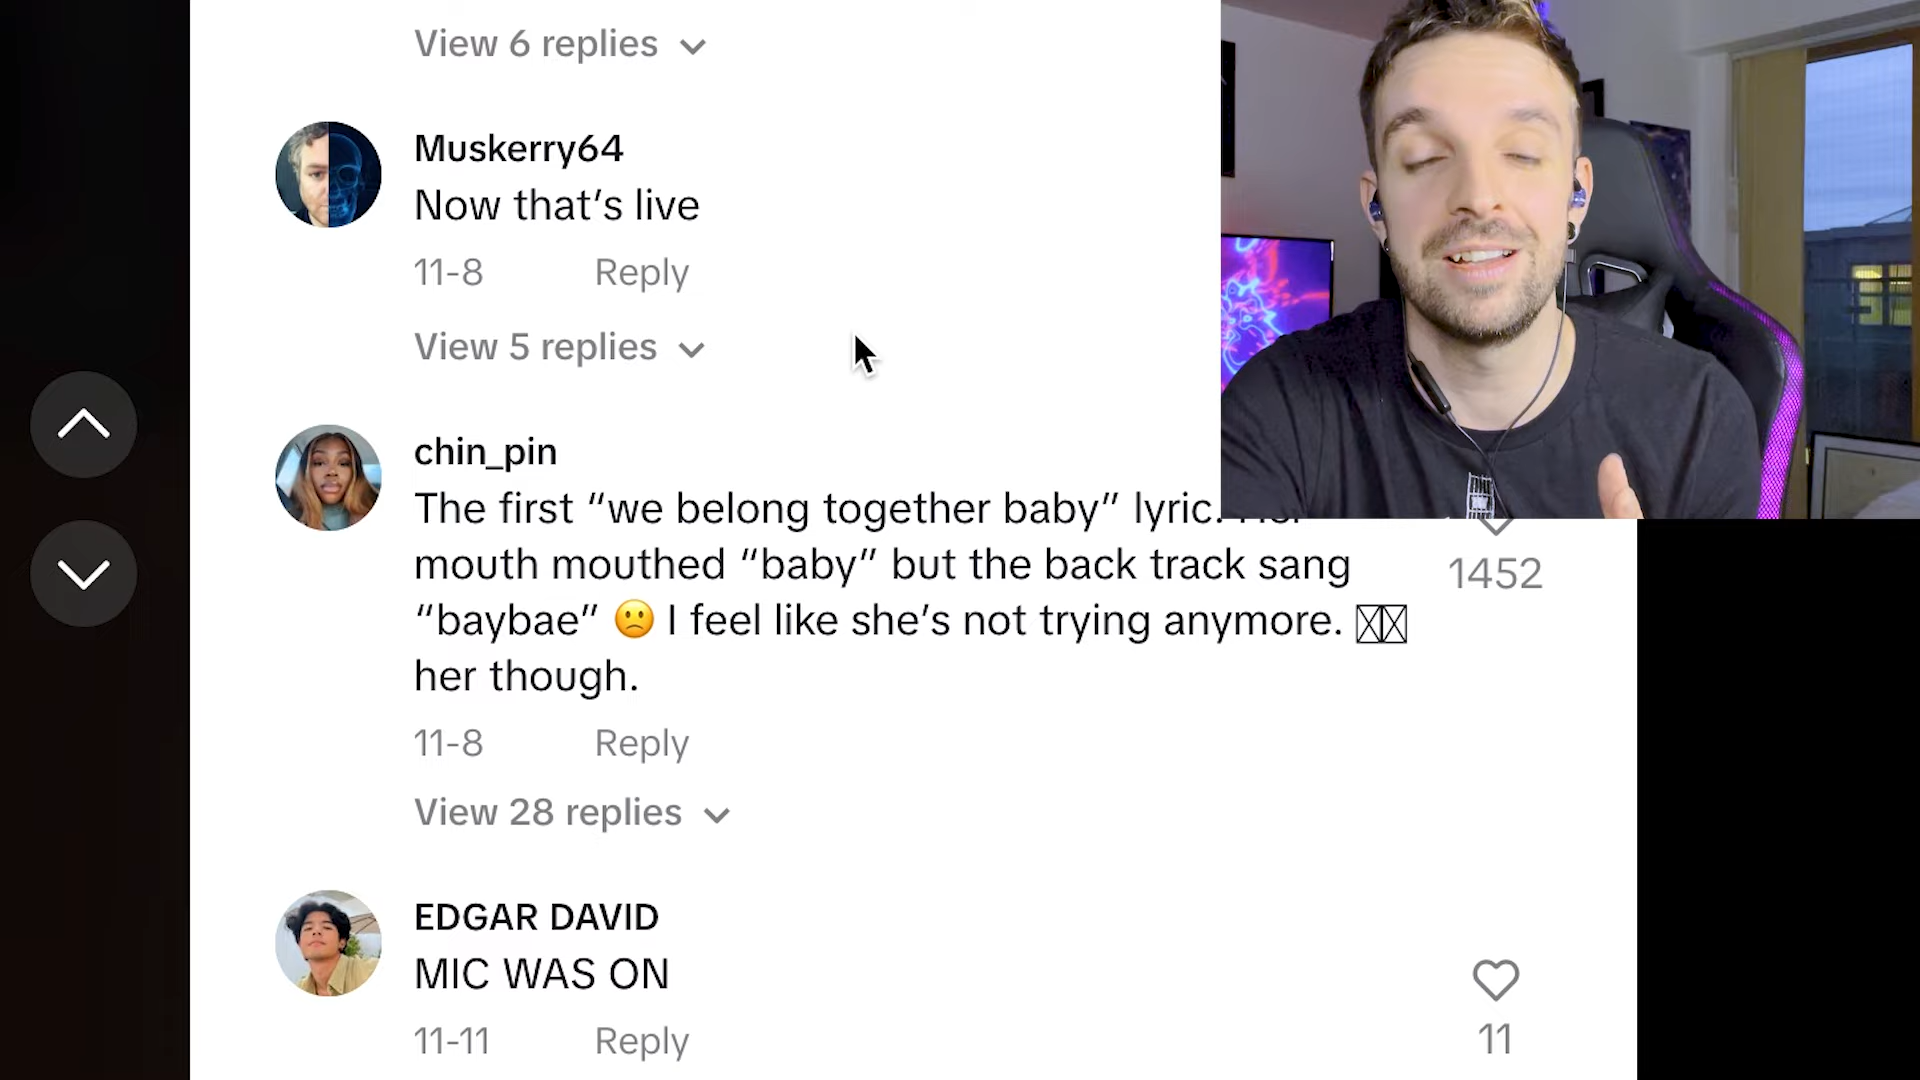 View 6 replies
Muskerry64
Now that’s live
11-8 Reply
View 5 replies
chin_pin
The first “we belong together baby” lyric.
mouth mouthed “baby” but the back track sang
“baybae” 🙁 I feel like she’s not trying anymore.
her though.
1452
11-8 Reply
View 28 replies
EDGAR DAVID
MIC WAS ON
11
11-11 Reply